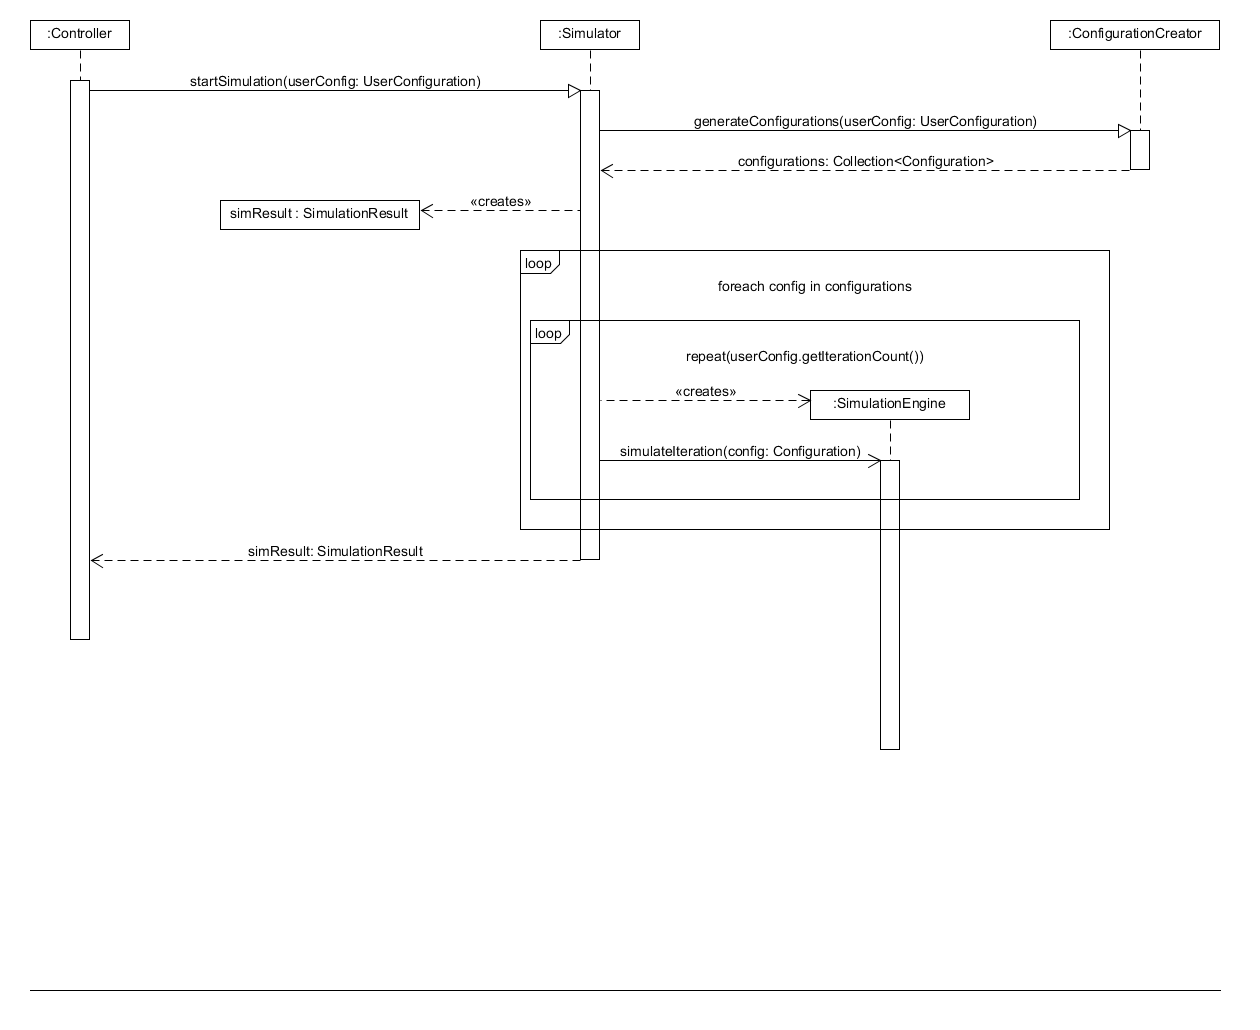 :Controller
:Simulator
:ConfigurationCreator
startSimulation(userConfig: UserConfiguration)
generateConfigurations(userConfig: UserConfiguration)
configurations: Collection<Configuration>
«creates»
simResult : SimulationResult
loop
foreach config in configurations
loop
repeat(userConfig.getIterationCount())
«creates»
:SimulationEngine
simulateIteration(config: Configuration)
simResult: SimulationResult